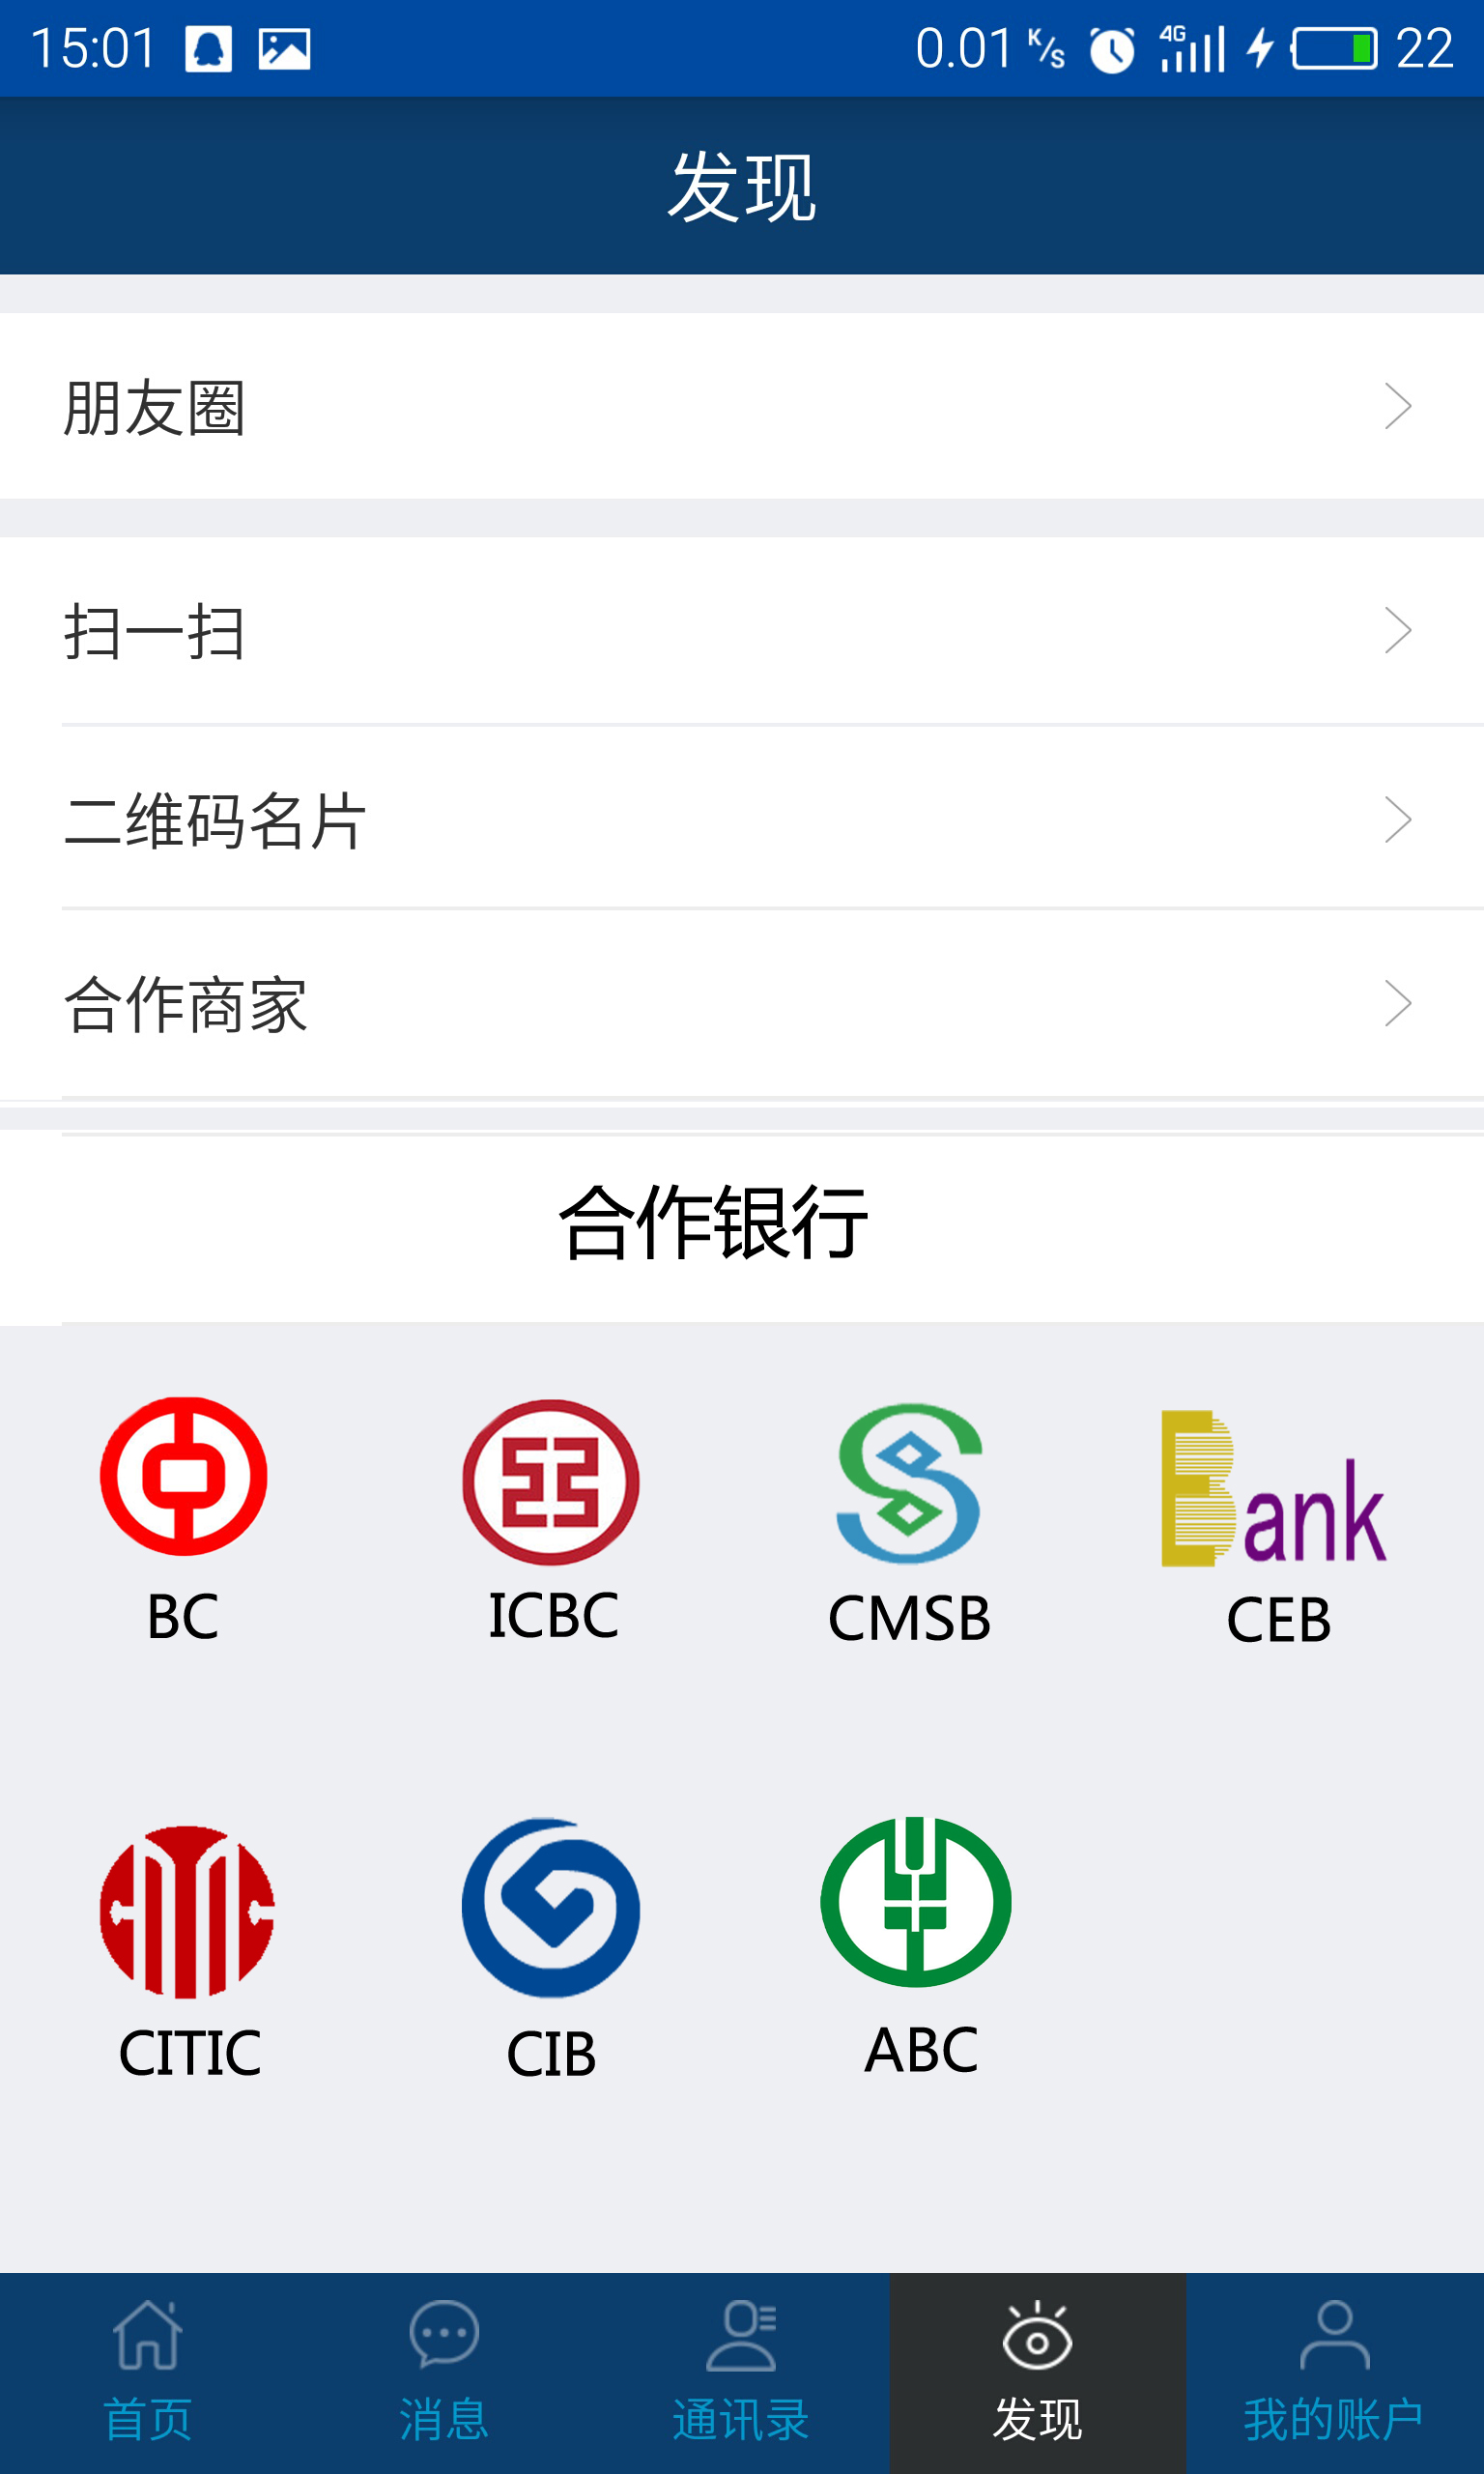 15:01 0.01 K/s 4G 22
发现
朋友圈
扫一扫
二维码名片
合作商家
合作银行
Bank
BC ICBC CMSB CEB
CITIC CIB ABC
首页 消息 通讯录 发现 我的账户